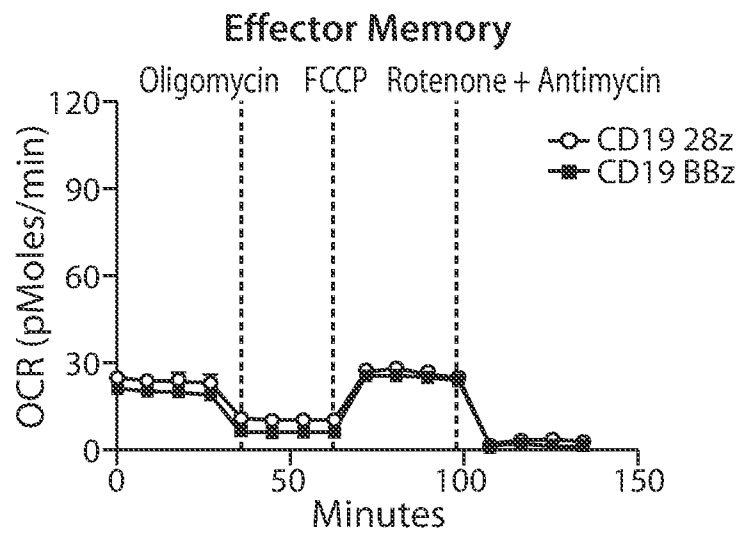 Effector Memory
Oligomycin FCCP Rotenone + Antimycin
120
90
60
30
0
OCR (pMoles/min)
CD19 28z
CD19 BBz
0 50 100 150
Minutes